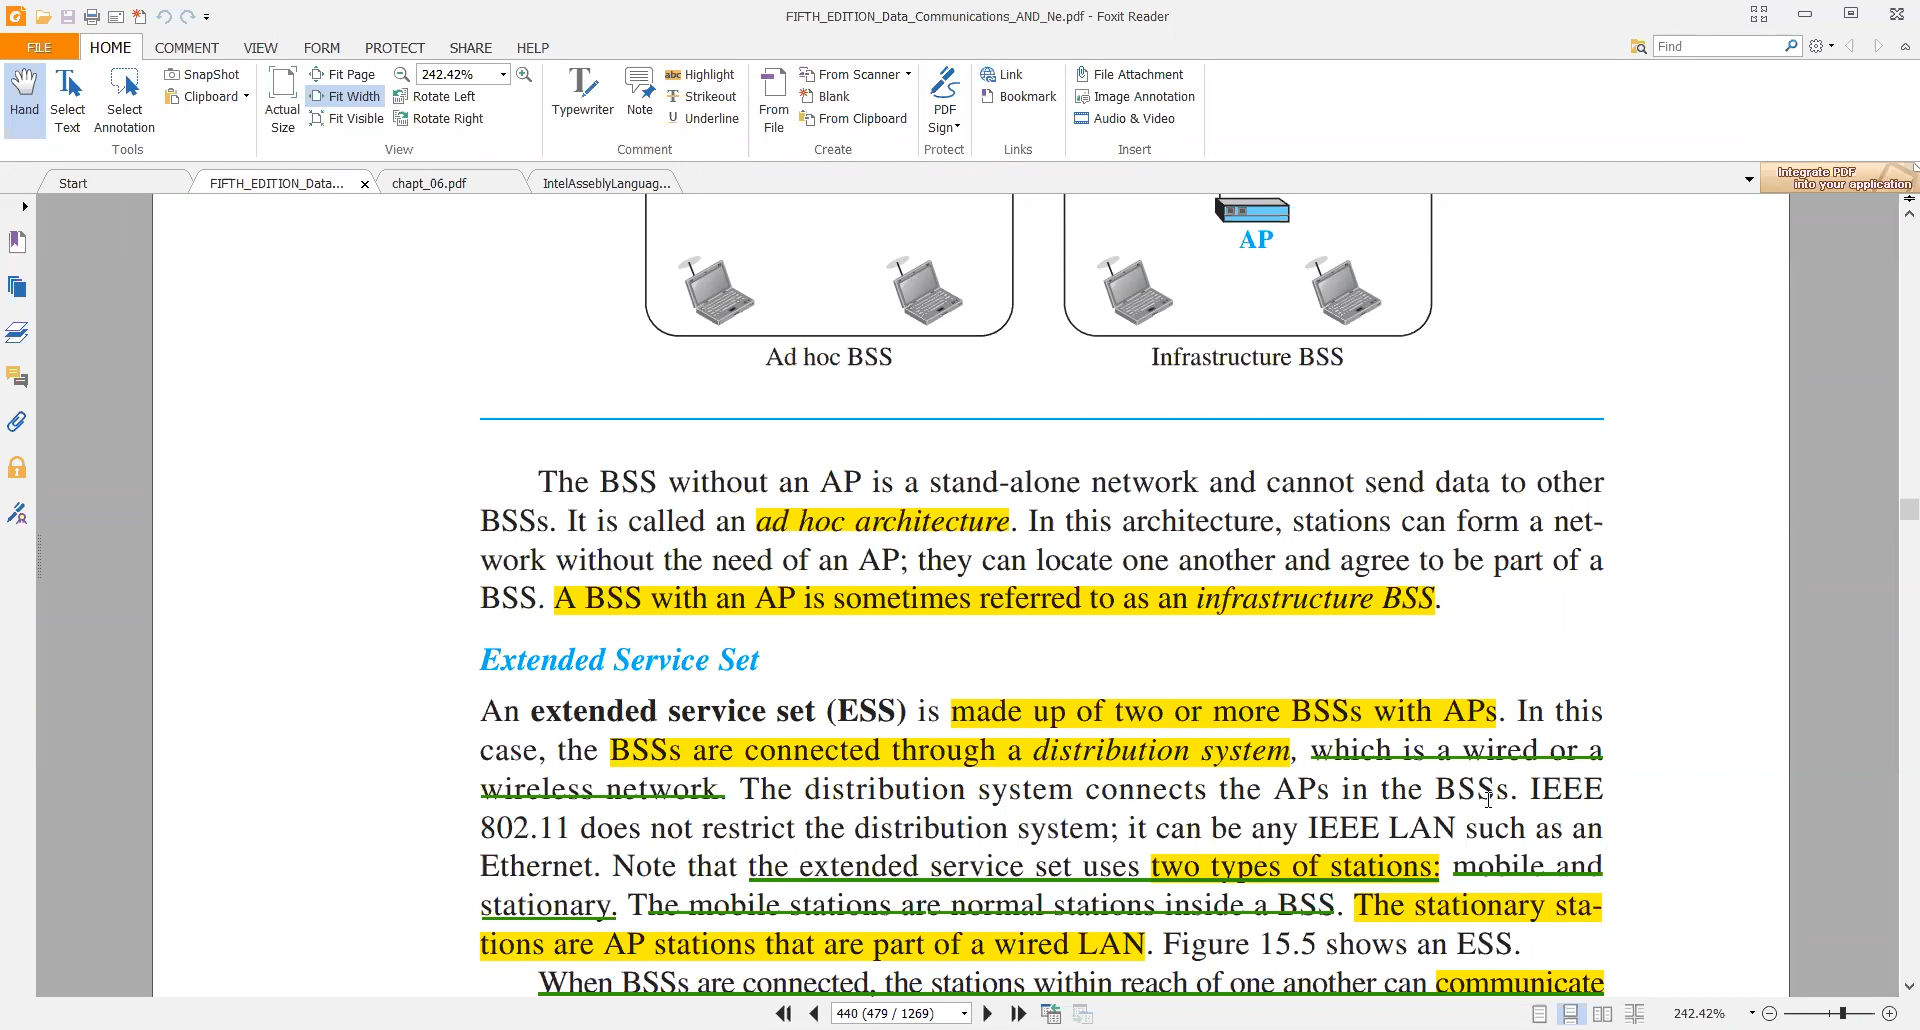 FIFTH_EDITION_Data_Communications_AND_Ne.pdf - Foxit Reader
FILE HOME COMMENT VIEW FORM PROTECT SHARE HELP
Find
Hand
Select
Text
Select
Annotation
SnapShot
Clipboard
Tools
Actual
Size
Fit Page
Fit Width
Fit Visible
242.42%
Rotate Left
Rotate Right
View
Typewriter
Note
abc Highlight
Strikeout
Underline
Comment
From
File
From Scanner
Blank
From Clipboard
Create
PDF
Sign
Protect
Link
Bookmark
Links
File Attachment
Image Annotation
Audio & Video
Insert
Start
FIFTH_EDITION_Data...
chapt_06.pdf
IntelAsseblyLanguag...
Integrate PDF
into your application
AP
Ad hoc BSS
Infrastructure BSS
The BSS without an AP is a stand-alone network and cannot send data to other
BSSs. It is called an ad hoc architecture. In this architecture, stations can form a net-
work without the need of an AP; they can locate one another and agree to be part of a
BSS. A BSS with an AP is sometimes referred to as an infrastructure BSS.
Extended Service Set
An extended service set (ESS) is made up of two or more BSSs with APs. In this
case, the BSSs are connected through a distribution system, which is a wired or a
wireless network. The distribution system connects the APs in the BSSs. IEEE
802.11 does not restrict the distribution system; it can be any IEEE LAN such as an
Ethernet. Note that the extended service set uses two types of stations: mobile and
stationary. The mobile stations are normal stations inside a BSS. The stationary sta-
tions are AP stations that are part of a wired LAN. Figure 15.5 shows an ESS.
When BSSs are connected, the stations within reach of one another can communicate
440 (479 / 1269)
242.42%